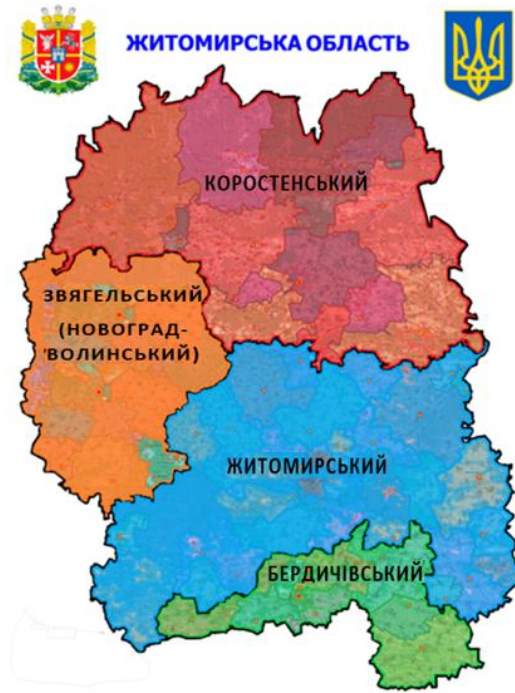 ЖИТОМИРСЬКА ОБЛАСТЬ
КОРОСТЕНСЬКИЙ
ЗВЯГЕЛЬСЬКИЙ
(НОВОГРАД-
ВОЛИНСЬКИЙ)
ЖИТОМИРСЬКИЙ
БЕРДИЧІВСЬКИЙ